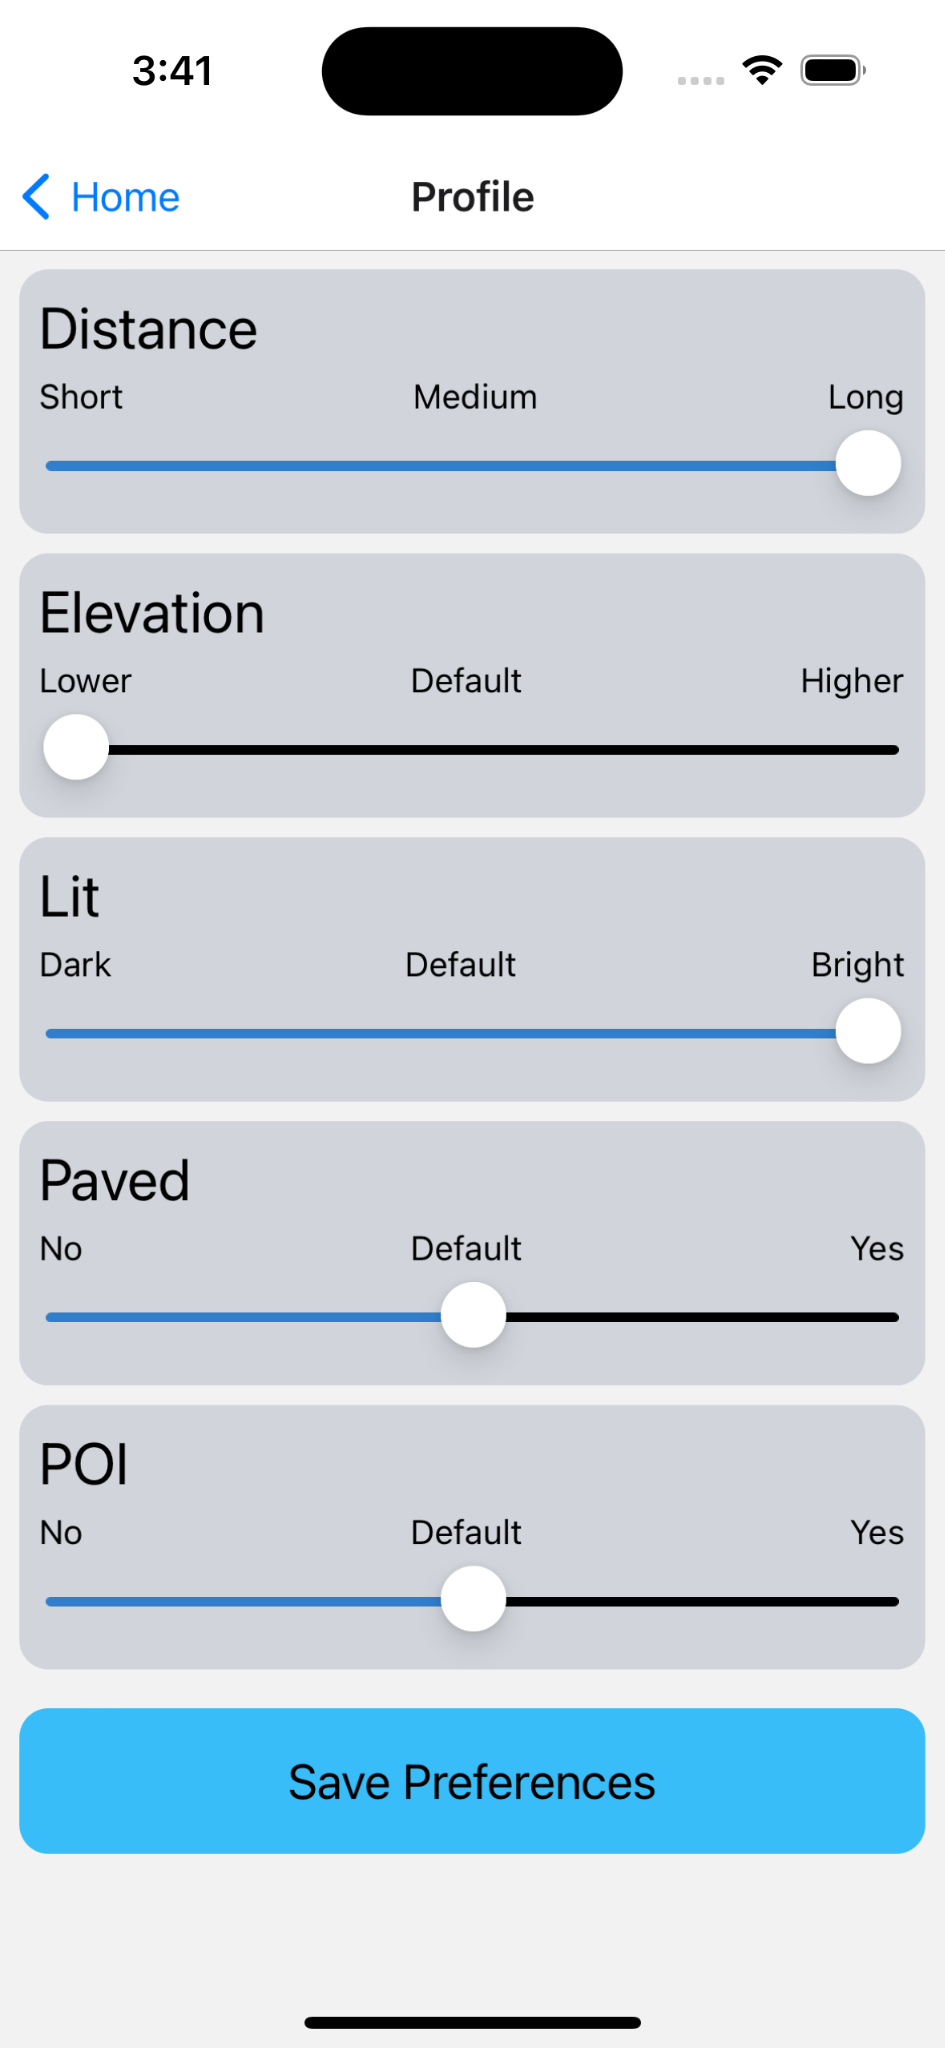 3:41
Home Profile
Distance
Short Medium Long
Elevation
Lower Default Higher
Lit
Dark Default Bright
Paved
No Default Yes
POI
No Default Yes
Save Preferences